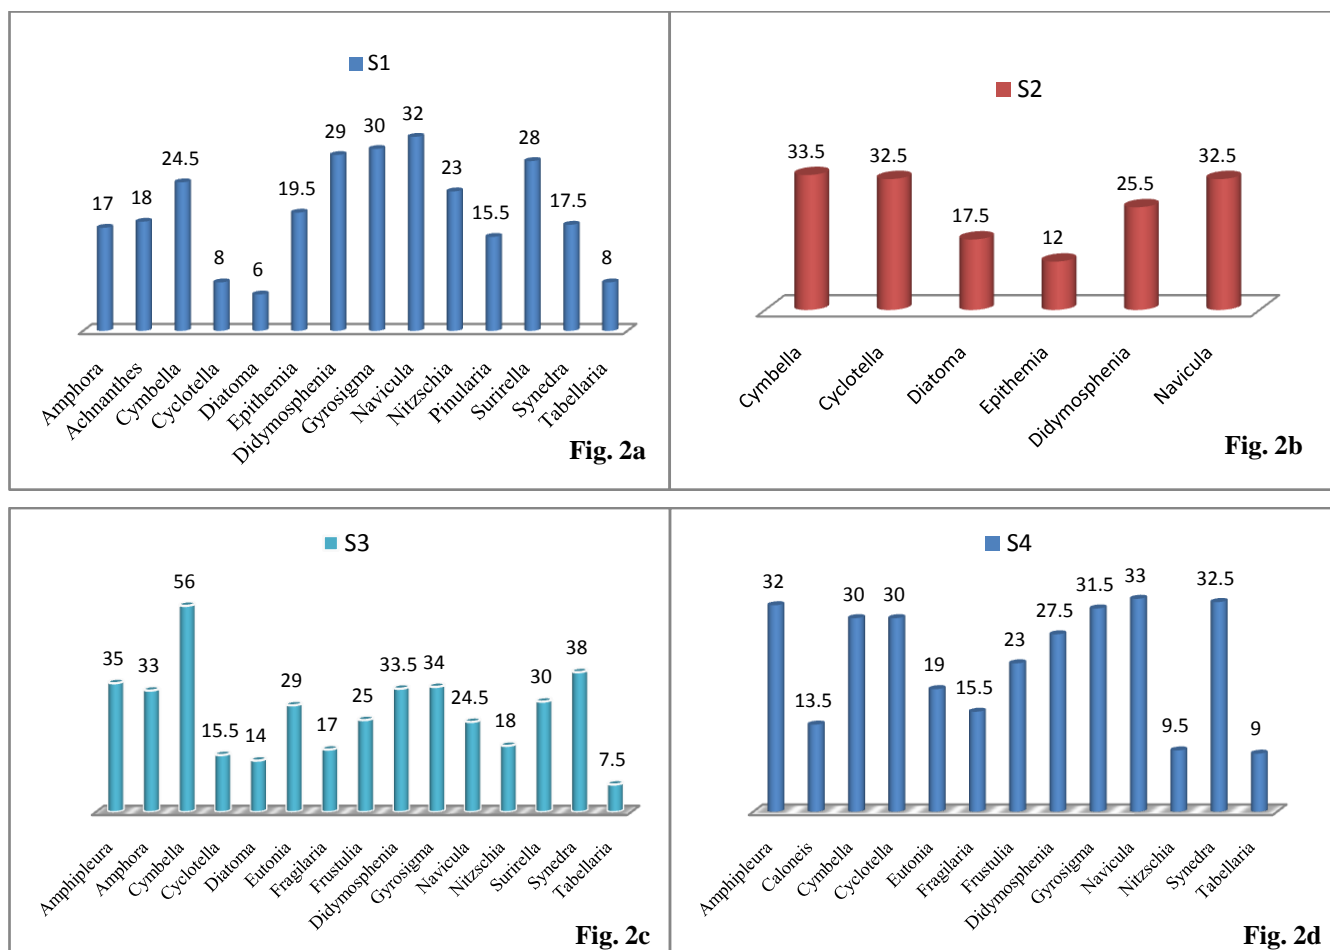 S1
17 18 24.5 8 6 19.5 29 30 32 23 15.5 28 17.5 8
Amphora
Achnanthes
Cymbella
Cyclotella
Diatoma
Epithemia
Didymosphenia
Gyrosigma
Navicula
Nitzschia
Pinularia
Surirella
Synedra
Tabellaria
Fig. 2a
S2
33.5 32.5 17.5 12 25.5 32.5
Cymbella
Cyclotella
Diatoma
Epithemia
Didymosphenia
Navicula
Fig. 2b
S3
35 33 56 15.5 14 29 17 25 33.5 34 24.5 18 30 38 7.5
Amphipleura
Amphora
Cymbella
Cyclotella
Diatoma
Eutonia
Fragilaria
Frustulia
Didymosphenia
Gyrosigma
Navicula
Nitzschia
Surirella
Synedra
Tabellaria
Fig. 2c
S4
32 13.5 30 30 19 15.5 23 27.5 31.5 33 9.5 32.5 9
Amphipleura
Caloneis
Cymbella
Cyclotella
Eutonia
Fragilaria
Frustulia
Didymosphenia
Gyrosigma
Navicula
Nitzschia
Synedra
Tabellaria
Fig. 2d